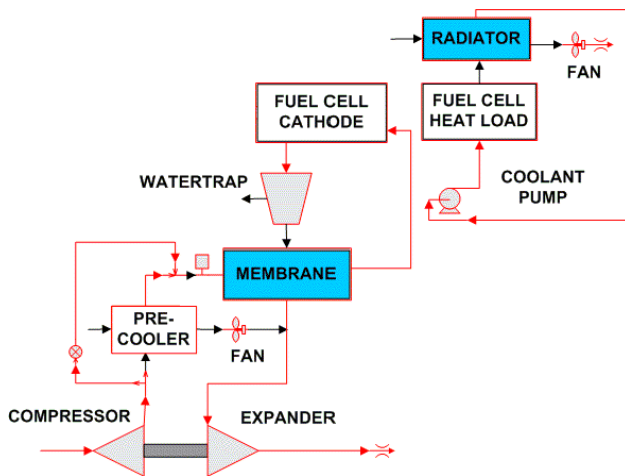 RADIATOR
FAN
FUEL CELL
CATHODE
FUEL CELL
HEAT LOAD
WATERTRAP
COOLANT
PUMP
MEMBRANE
PRE-
COOLER
FAN
COMPRESSOR
EXPANDER